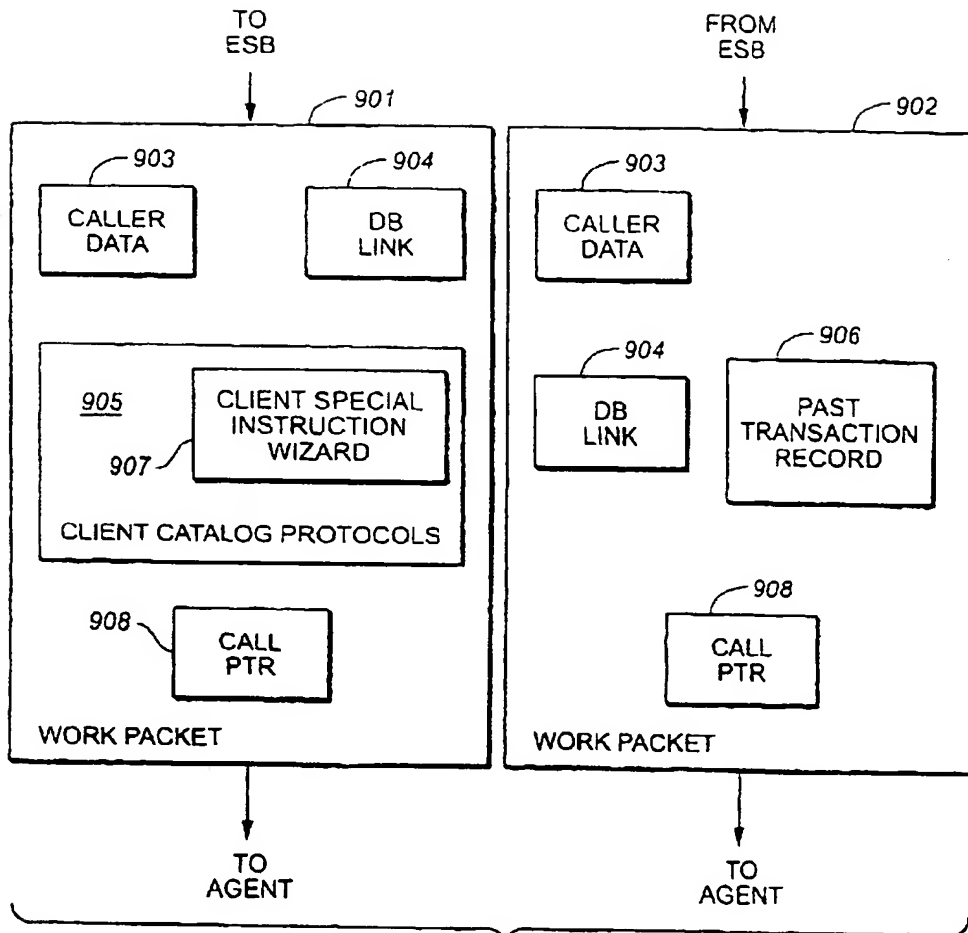 TO
ESB
901
903
CALLER
DATA
904
DB
LINK
905
907
CLIENT SPECIAL
INSTRUCTION
WIZARD
CLIENT CATALOG PROTOCOLS
908
CALL
PTR
WORK PACKET
TO
AGENT
FROM
ESB
902
903
CALLER
DATA
904
DB
LINK
906
PAST
TRANSACTION
RECORD
908
CALL
PTR
WORK PACKET
TO
AGENT